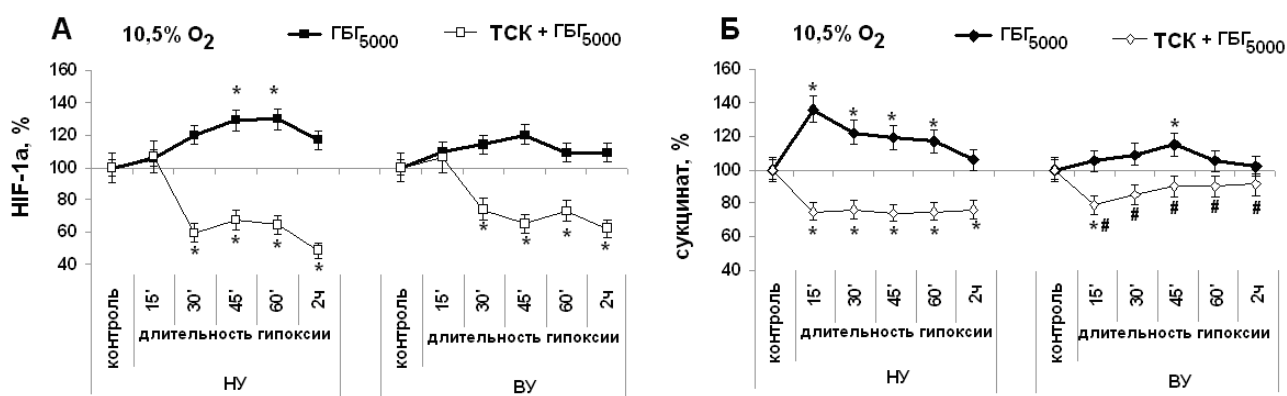 А 10,5% O₂ ГБГ₅₀₀₀ ТСК + ГБГ₅₀₀₀
HIF-1a, %
160
140
120
100
80
60
40
* *
* * * * *
* * * *
контроль 15' 30' 45' 60' 2ч контроль 15' 30' 45' 60' 2ч
длительность гипоксии длительность гипоксии
НУ ВУ
Б 10,5% O₂ ГБГ₅₀₀₀ ТСК + ГБГ₅₀₀₀
сукцинат, %
160
140
120
100
80
60
40
* * * * *
* * * * * *# # # # #
контроль 15' 30' 45' 60' 2ч контроль 15' 30' 45' 60' 2ч
длительность гипоксии длительность гипоксии
НУ ВУ